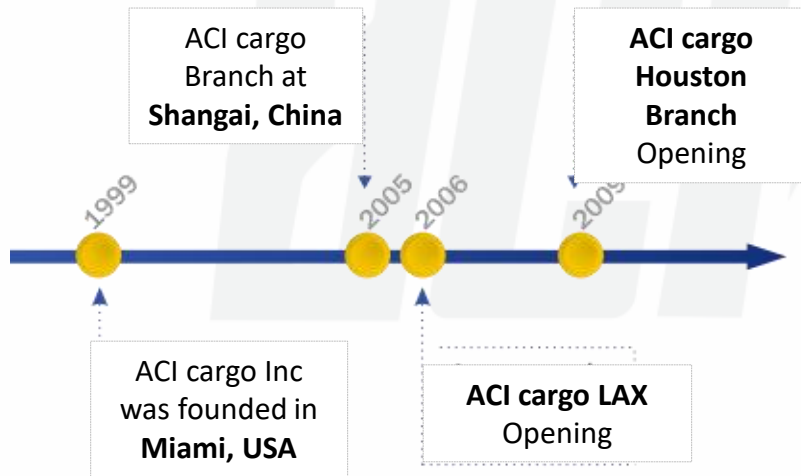 ACI cargo
Branch at
Shangai, China
ACI cargo
Houston
Branch
Opening
1999
2005
2006
2009
ACI cargo Inc
was founded in
Miami, USA
ACI cargo LAX
Opening